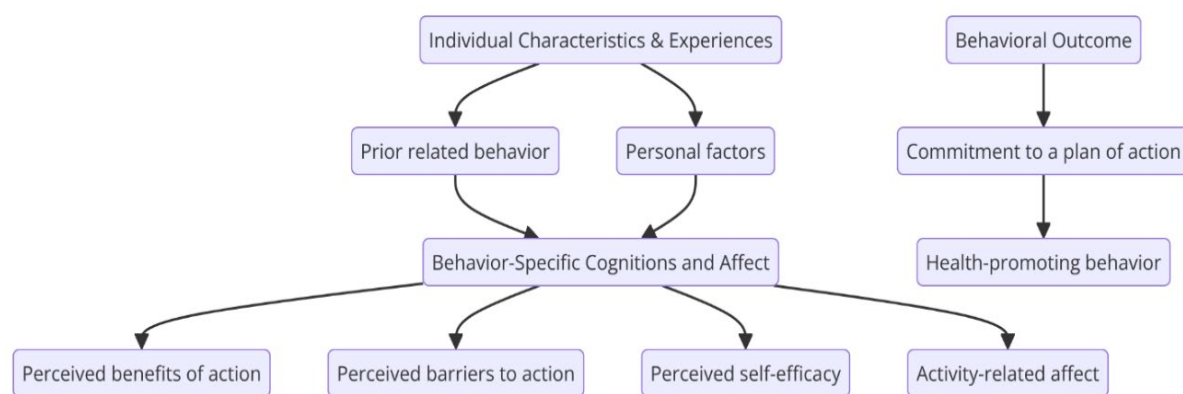 Individual Characteristics & Experiences
Behavioral Outcome
Prior related behavior
Personal factors
Commitment to a plan of action
Behavior-Specific Cognitions and Affect
Health-promoting behavior
Perceived benefits of action
Perceived barriers to action
Perceived self-efficacy
Activity-related affect